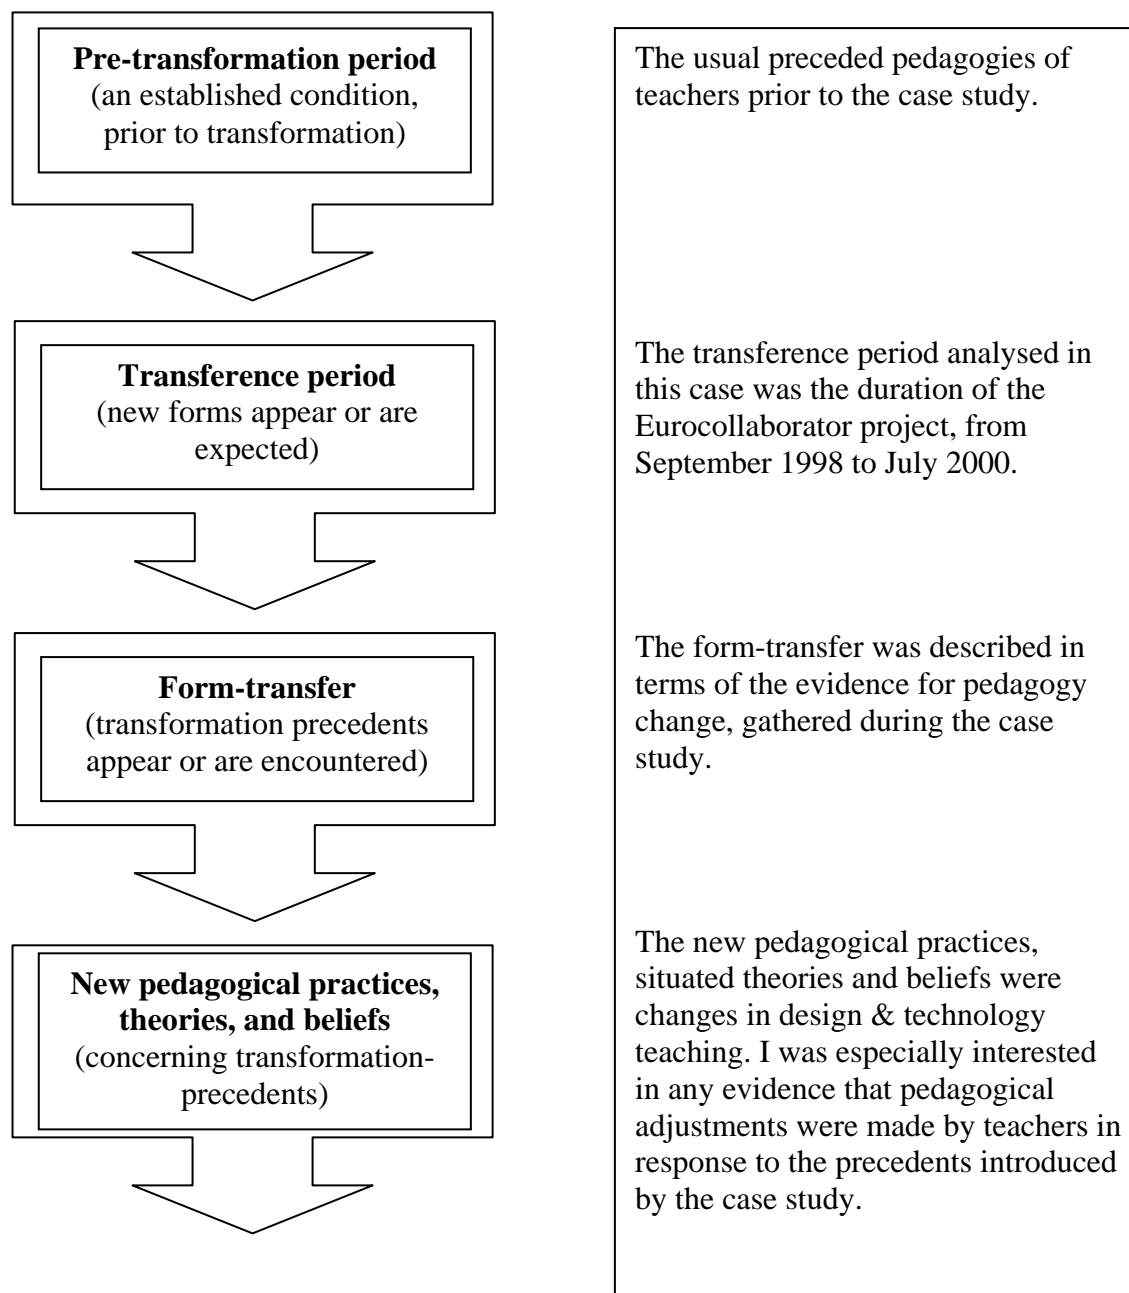 Pre-transformation period
(an established condition,
prior to transformation)
The usual preceded pedagogies of
teachers prior to the case study.
Transference period
(new forms appear or are
expected)
The transference period analysed in
this case was the duration of the
Eurocollaborator project, from
September 1998 to July 2000.
Form-transfer
(transformation precedents
appear or are encountered)
The form-transfer was described in
terms of the evidence for pedagogy
change, gathered during the case
study.
New pedagogical practices,
theories, and beliefs
(concerning transformation-
precedents)
The new pedagogical practices,
situated theories and beliefs were
changes in design & technology
teaching. I was especially interested
in any evidence that pedagogical
adjustments were made by teachers in
response to the precedents introduced
by the case study.